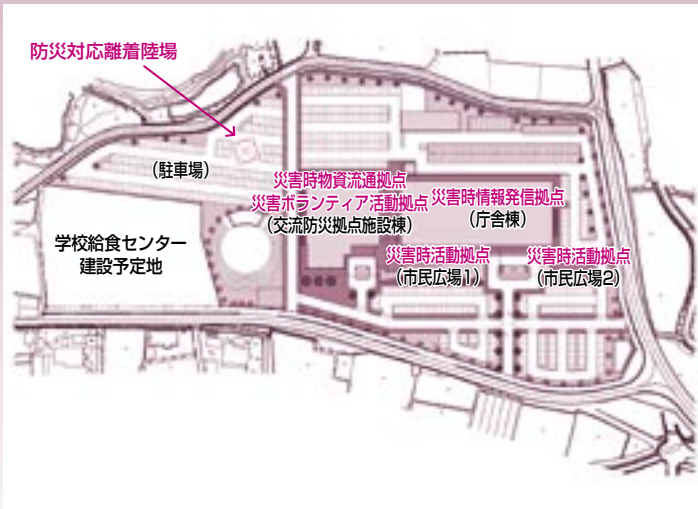 防災対応離着陸場
（駐車場）
災害時物資流通拠点
災害ボランティア活動拠点
（交流防災拠点施設棟）
災害時情報発信拠点
（庁舎棟）
学校給食センター
建設予定地
災害時活動拠点
（市民広場1）
災害時活動拠点
（市民広場2）